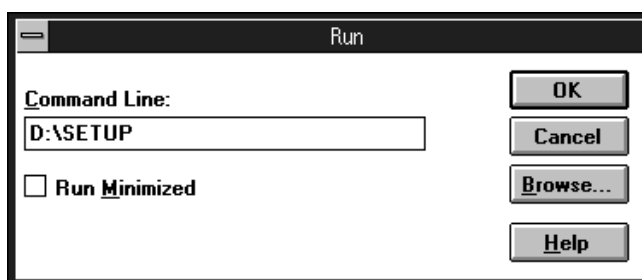 Run
Command Line:
D:\SETUP
Run Minimized
OK
Cancel
Browse...
Help